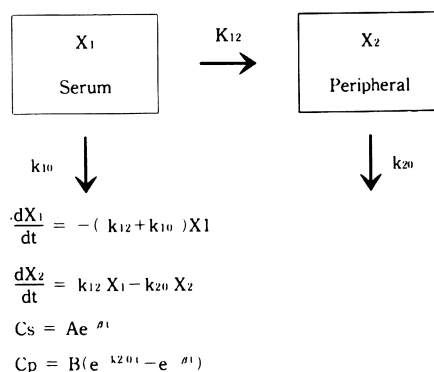 X₁ K₁₂ X₂
Serum Peripheral
k₁₀ k₂₀
dX₁/dt = -( k₁₂+k₁₀ )X1
dX₂/dt = k₁₂ X₁-k₂₀ X₂
Cs = Ae ᵝᵗ
Cp = B(e ᵏ²⁰ᵗ-e ᵝᵗ)